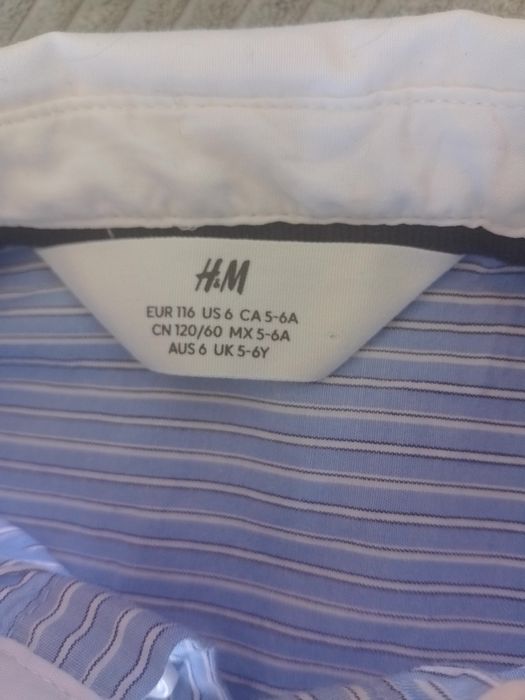 H&M
EUR 116 US 6 CA 5-6A
CN 120/60 MX 5-6A
AUS 6 UK 5-6Y